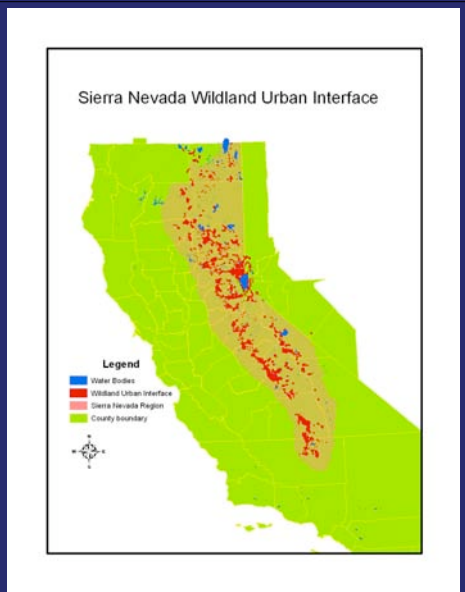 Sierra Nevada Wildland Urban Interface
Legend
Water Bodies
Wildland Urban Interface
Sierra Nevada Region
County boundary